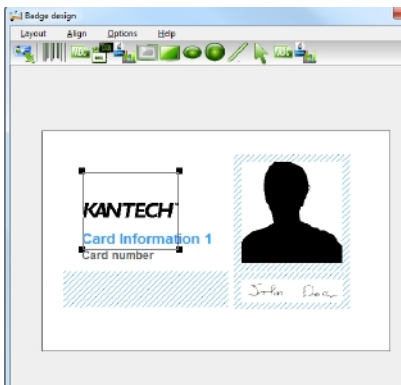 Badge design
Layout Align Options Help
KANTECH
Card Information 1
Card number
John Doe